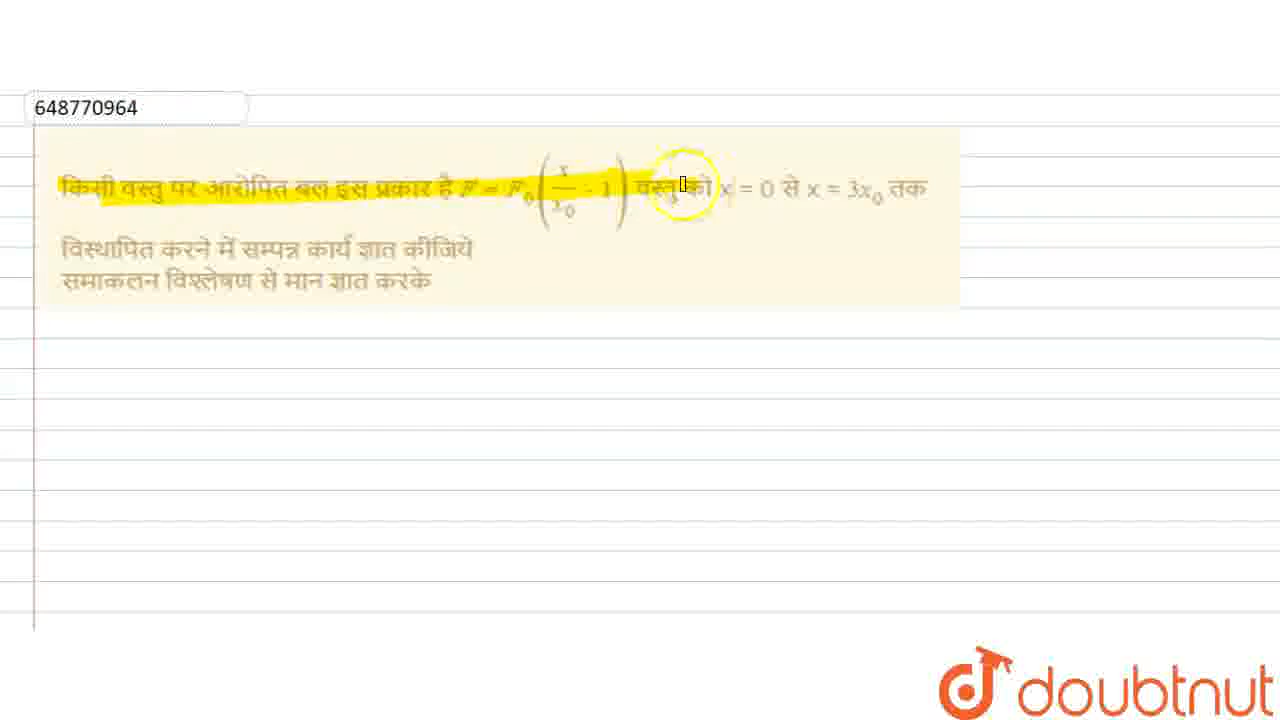 648770964
किसी वस्तु पर आरोपित बल इस प्रकार है F = F₀(x/x₀ - 1) वस्तु को x = 0 से x = 3x₀ तक
विस्थापित करने में सम्पन्न कार्य ज्ञात कीजिये
समाकलन विश्लेषण से मान ज्ञात करके
doubtnut